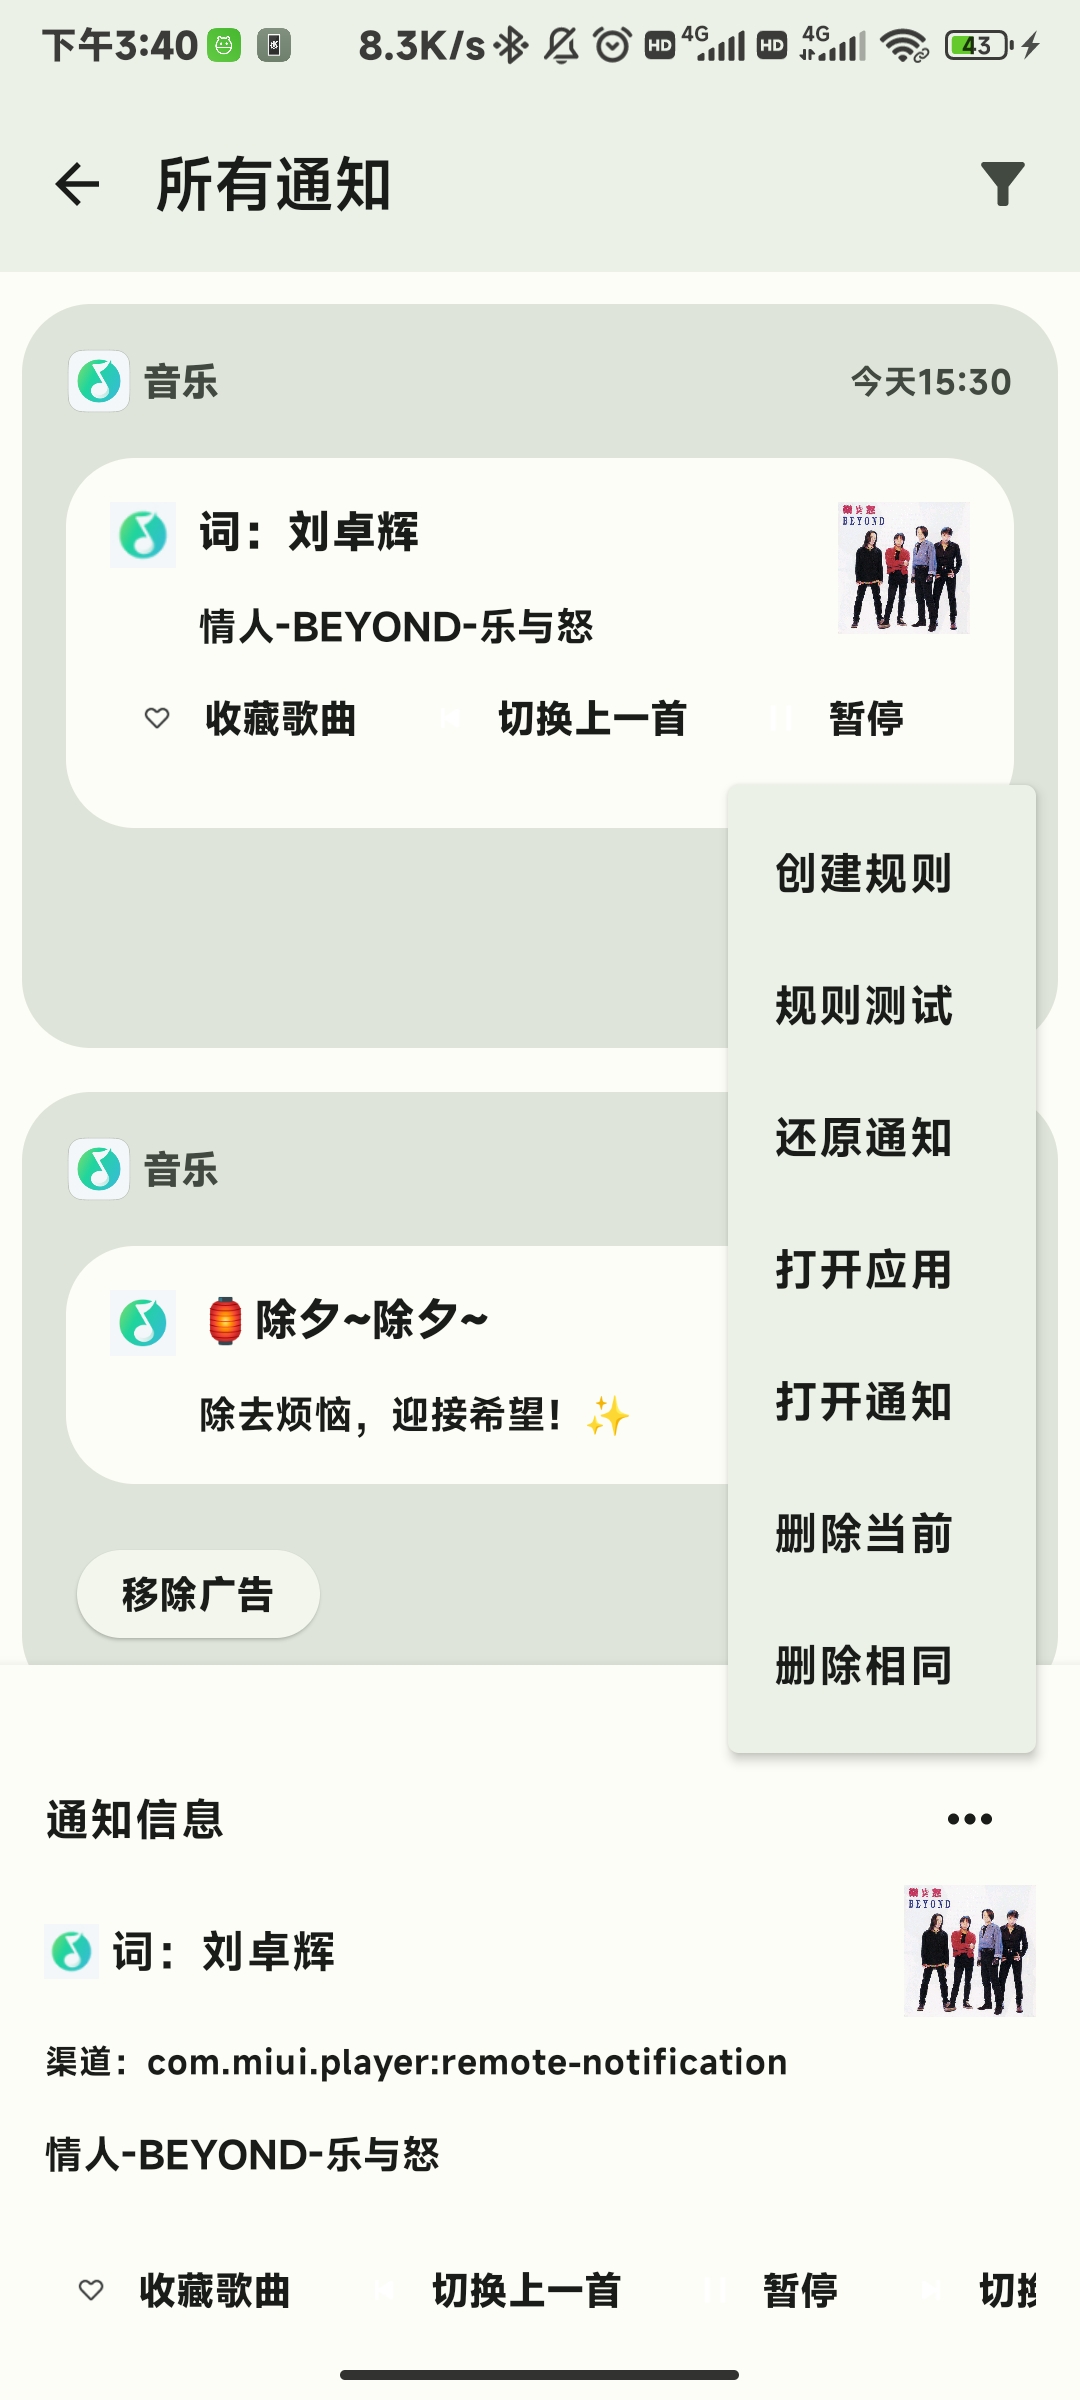 下午3:40 8.3K/s HD 4G HD 4G 43
所有通知
音乐 今天15:30
词：刘卓辉
BEYOND
情人-BEYOND-乐与怒
收藏歌曲 切换上一首 暂停
创建规则
规则测试
还原通知
打开应用
打开通知
删除当前
删除相同
音乐
🏮除夕~除夕~
除去烦恼，迎接希望！✨
移除广告
通知信息
BEYOND
词：刘卓辉
渠道：com.miui.player:remote-notification
情人-BEYOND-乐与怒
收藏歌曲 切换上一首 暂停 切换